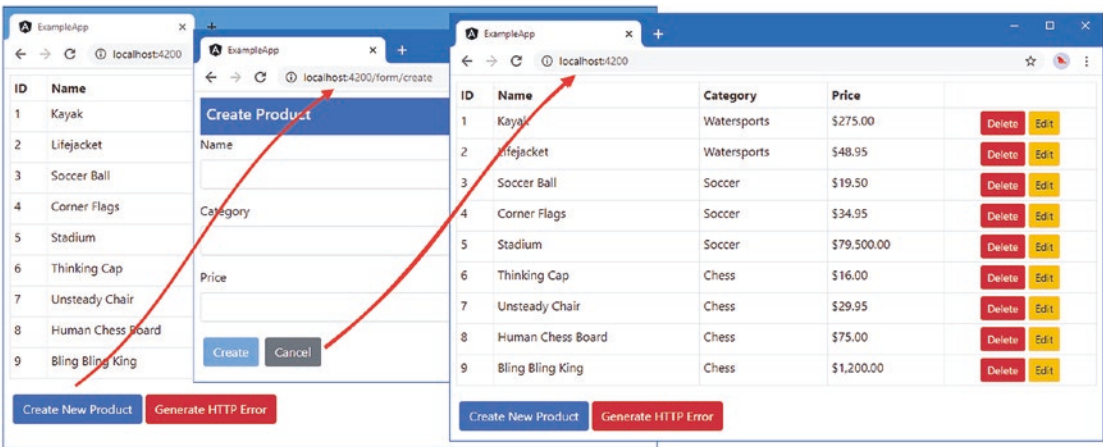 ExampleApp
localhost:4200
ID Name
1 Kayak
2 Lifejacket
3 Soccer Ball
4 Corner Flags
5 Stadium
6 Thinking Cap
7 Unsteady Chair
8 Human Chess Board
9 Bling Bling King
Create New Product Generate HTTP Error
ExampleApp
localhost:4200/form/create
Create Product
Name
Category
Price
Create Cancel
ExampleApp
localhost:4200
ID Name Category Price
1 Kayak Watersports $275.00 Delete Edit
2 Lifejacket Watersports $48.95 Delete Edit
3 Soccer Ball Soccer $19.50 Delete Edit
4 Corner Flags Soccer $34.95 Delete Edit
5 Stadium Soccer $79,500.00 Delete Edit
6 Thinking Cap Chess $16.00 Delete Edit
7 Unsteady Chair Chess $29.95 Delete Edit
8 Human Chess Board Chess $75.00 Delete Edit
9 Bling Bling King Chess $1,200.00 Delete Edit
Create New Product Generate HTTP Error